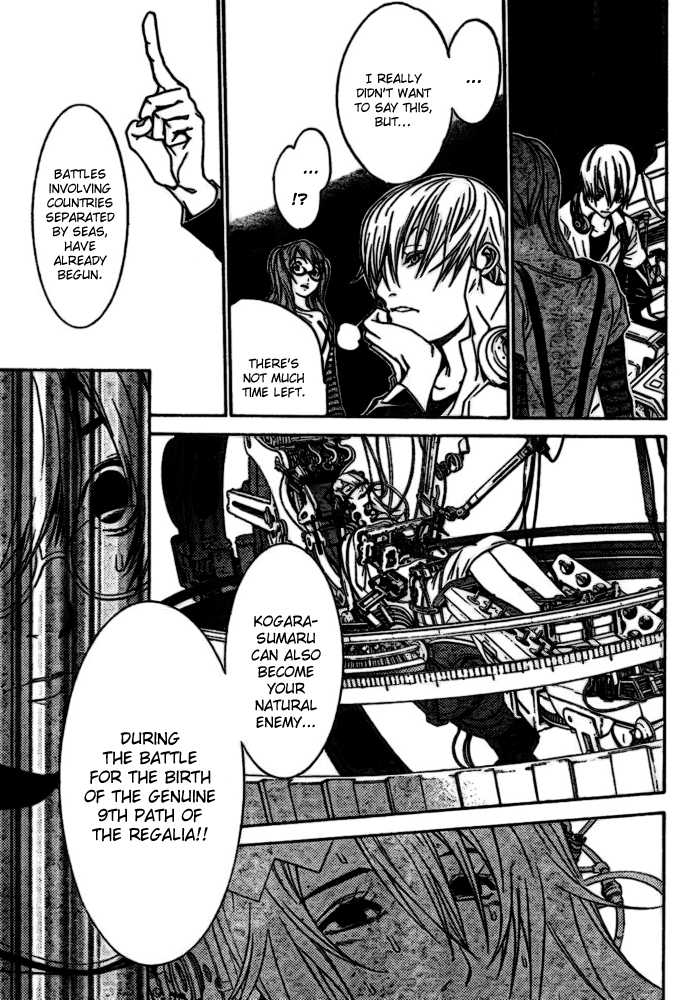 ...
I REALLY
DIDN'T WANT
TO SAY THIS,
BUT...
...
!?
THERE'S
NOT MUCH
TIME LEFT.
BATTLES
INVOLVING
COUNTRIES
SEPARATED
BY SEAS,
HAVE
ALREADY
BEGUN.
KOGARA-
SUMARU
CAN ALSO
BECOME
YOUR
NATURAL
ENEMY...
DURING
THE BATTLE
FOR THE BIRTH
OF THE GENUINE
9TH PATH OF
THE REGALIA!!